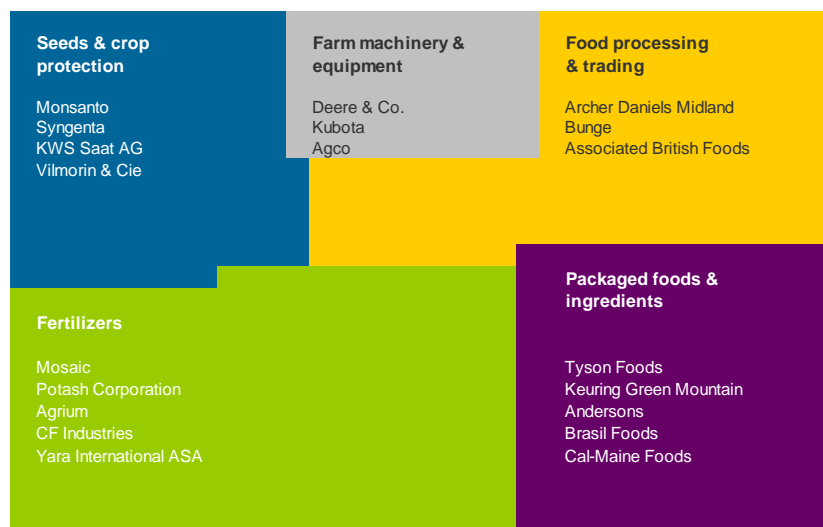 Seeds & crop
protection
Monsanto
Syngenta
KWS Saat AG
Vilmorin & Cie
Farm machinery &
equipment
Deere & Co.
Kubota
Agco
Food processing
& trading
Archer Daniels Midland
Bunge
Associated British Foods
Fertilizers
Mosaic
Potash Corporation
Agrium
CF Industries
Yara International ASA
Packaged foods &
ingredients
Tyson Foods
Keuring Green Mountain
Andersons
Brasil Foods
Cal-Maine Foods